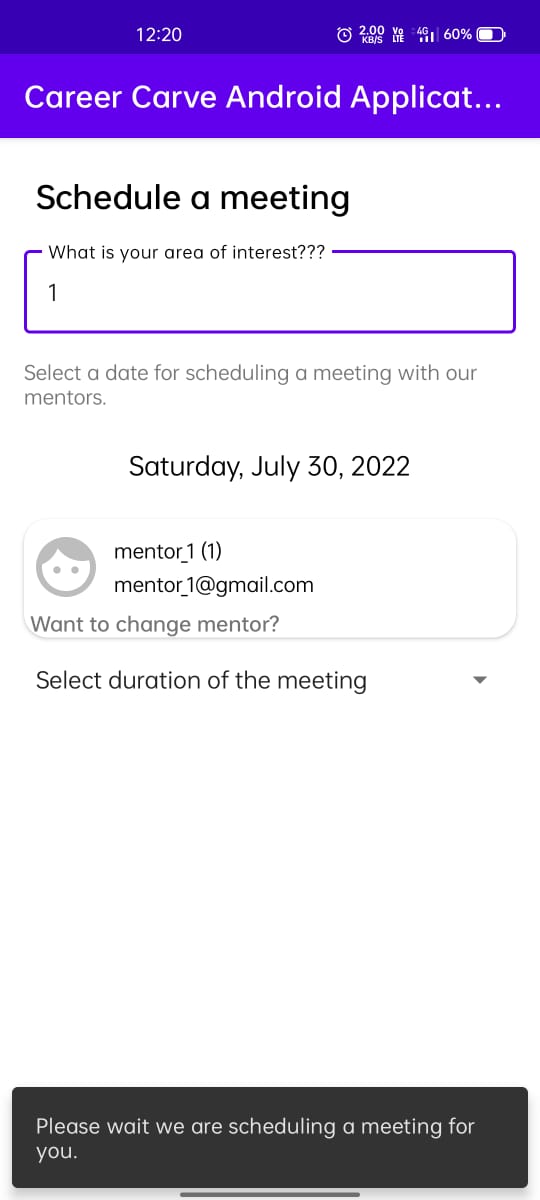 12:20
2.00 KB/S Vo LTE 4G 60%
Career Carve Android Applicat...
Schedule a meeting
What is your area of interest???
1
Select a date for scheduling a meeting with our
mentors.
Saturday, July 30, 2022
mentor_1 (1)
mentor_1@gmail.com
Want to change mentor?
Select duration of the meeting
Please wait we are scheduling a meeting for
you.